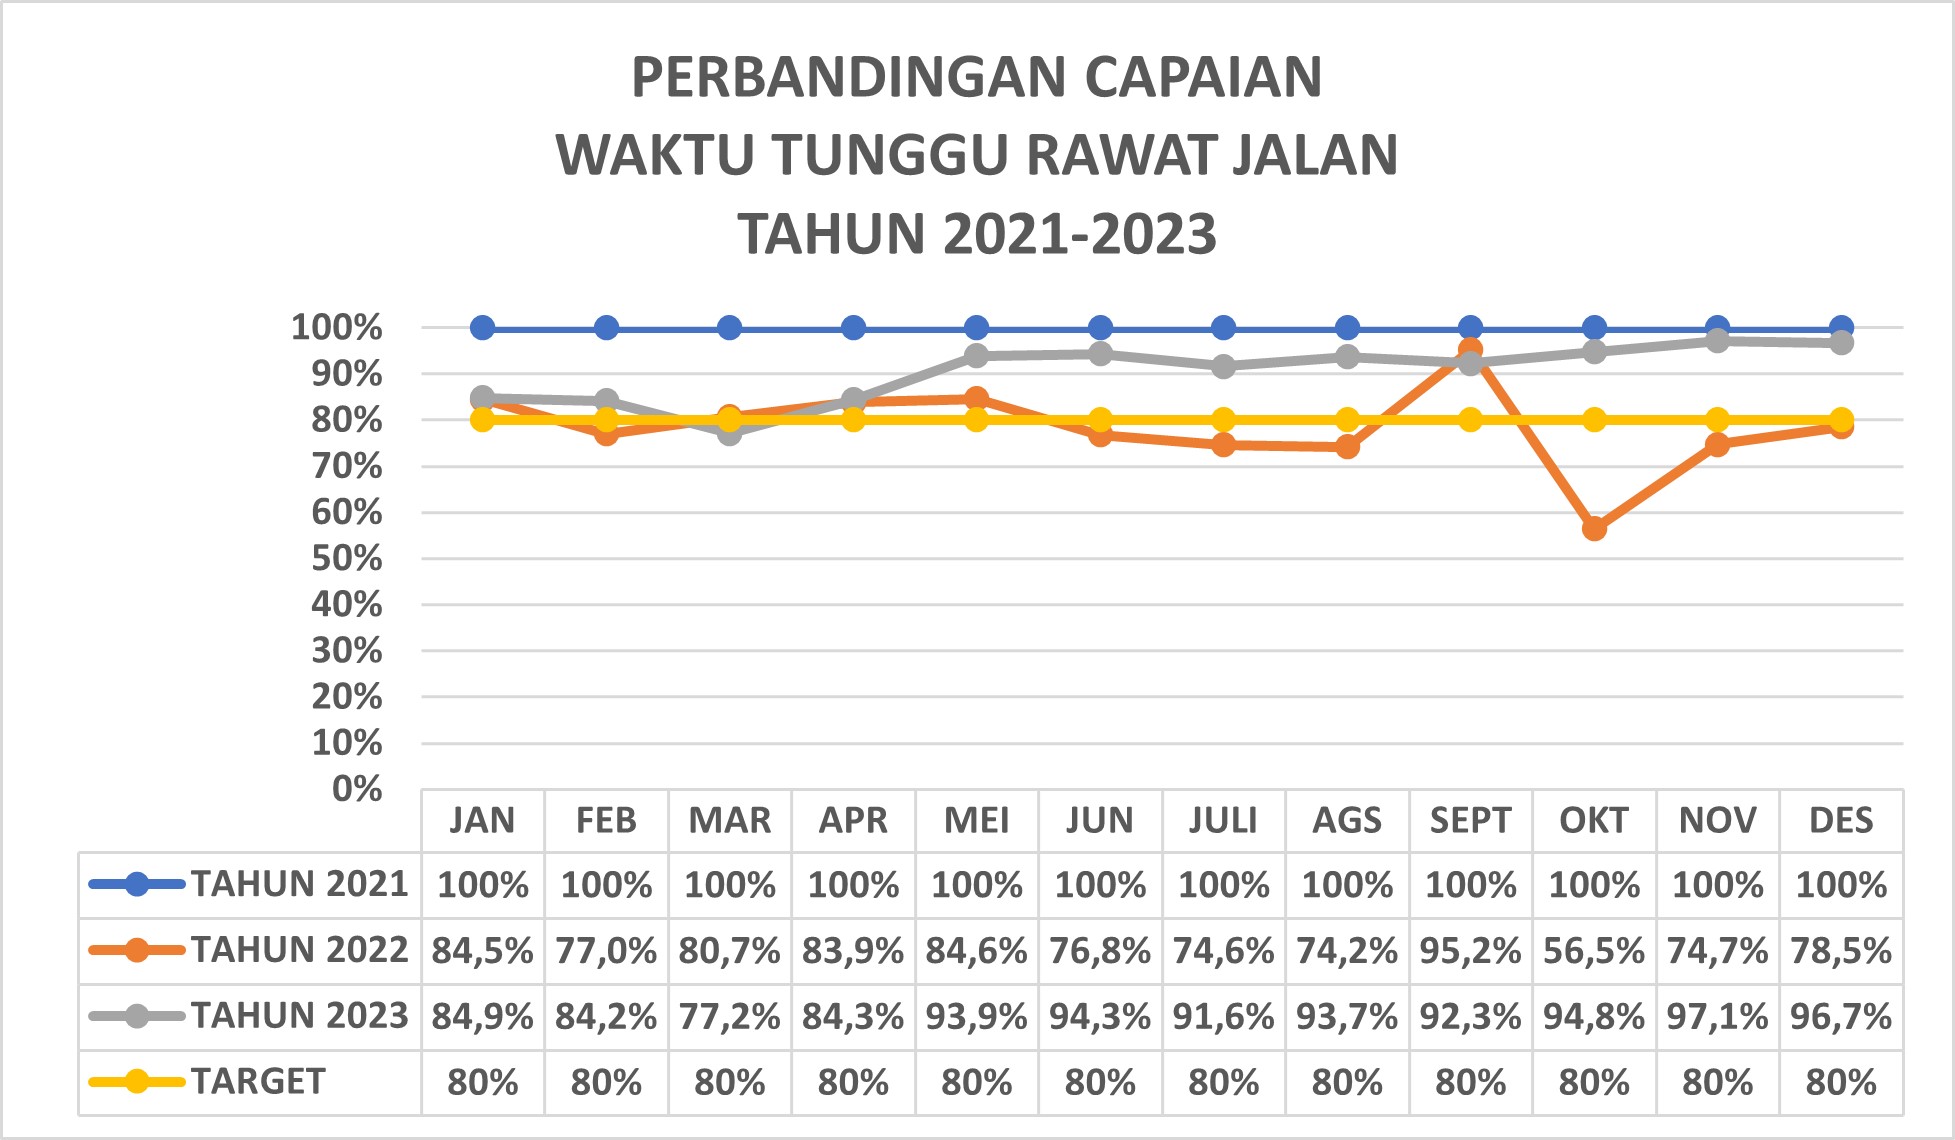 PERBANDINGAN CAPAIAN
WAKTU TUNGGU RAWAT JALAN
TAHUN 2021-2023
100%
90%
80%
70%
60%
50%
40%
30%
20%
10%
0%
JAN FEB MAR APR MEI JUN JULI AGS SEPT OKT NOV DES
TAHUN 2021 100% 100% 100% 100% 100% 100% 100% 100% 100% 100% 100% 100%
TAHUN 2022 84,5% 77,0% 80,7% 83,9% 84,6% 76,8% 74,6% 74,2% 95,2% 56,5% 74,7% 78,5%
TAHUN 2023 84,9% 84,2% 77,2% 84,3% 93,9% 94,3% 91,6% 93,7% 92,3% 94,8% 97,1% 96,7%
TARGET 80% 80% 80% 80% 80% 80% 80% 80% 80% 80% 80% 80%